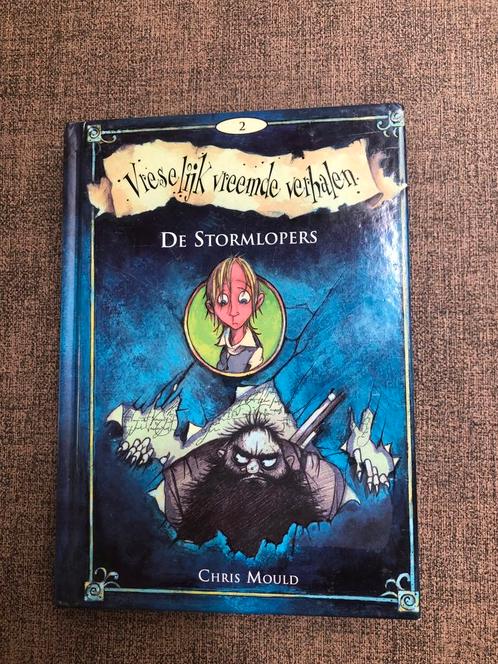 2
Vreselijk vreemde verhalen
DE STORMLOPERS
CHRIS MOULD